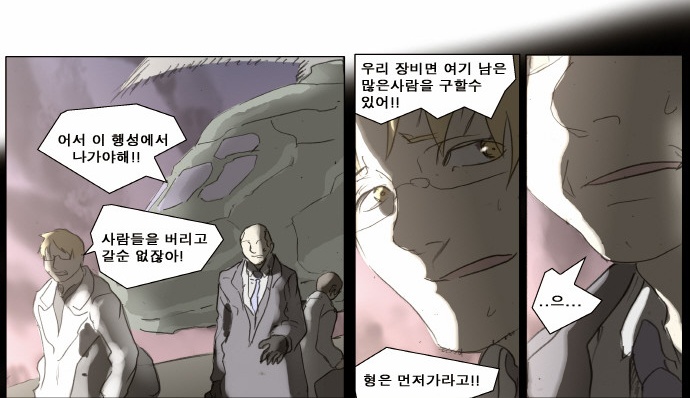 어서 이 행성에서
나가야해!!
사람들을 버리고
갈순 없잖아!
우리 장비면 여기 남은
많은사람을 구할수
있어!!
형은 먼저가라고!!
..으...